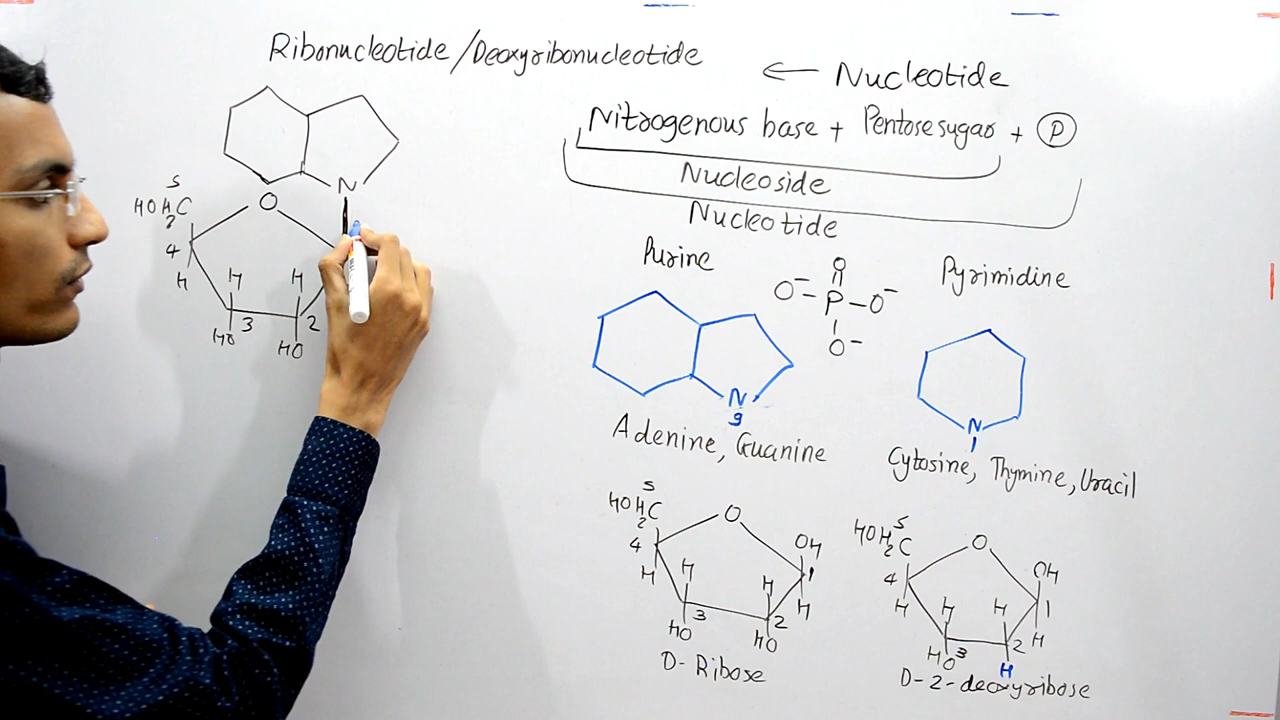 Ribonucleotide / Deoxyribonucleotide ← Nucleotide
Nitrogenous base + Pentose sugar + P
Nucleoside
Nucleotide
N
5
HOH2C
O
4
H
H
H
3
2
HO
HO
Purine
Pyrimidine
O
O− – P – O−
O−
N
9
N
1
Adenine, Guanine
Cytosine, Thymine, Uracil
5
HOH2C
O
OH
4
1
H
H
H
H
3
2
HO
HO
D-Ribose
5
HOH2C
O
OH
4
1
H
H
H
H
3
2
HO
H
D-2-deoxyribose